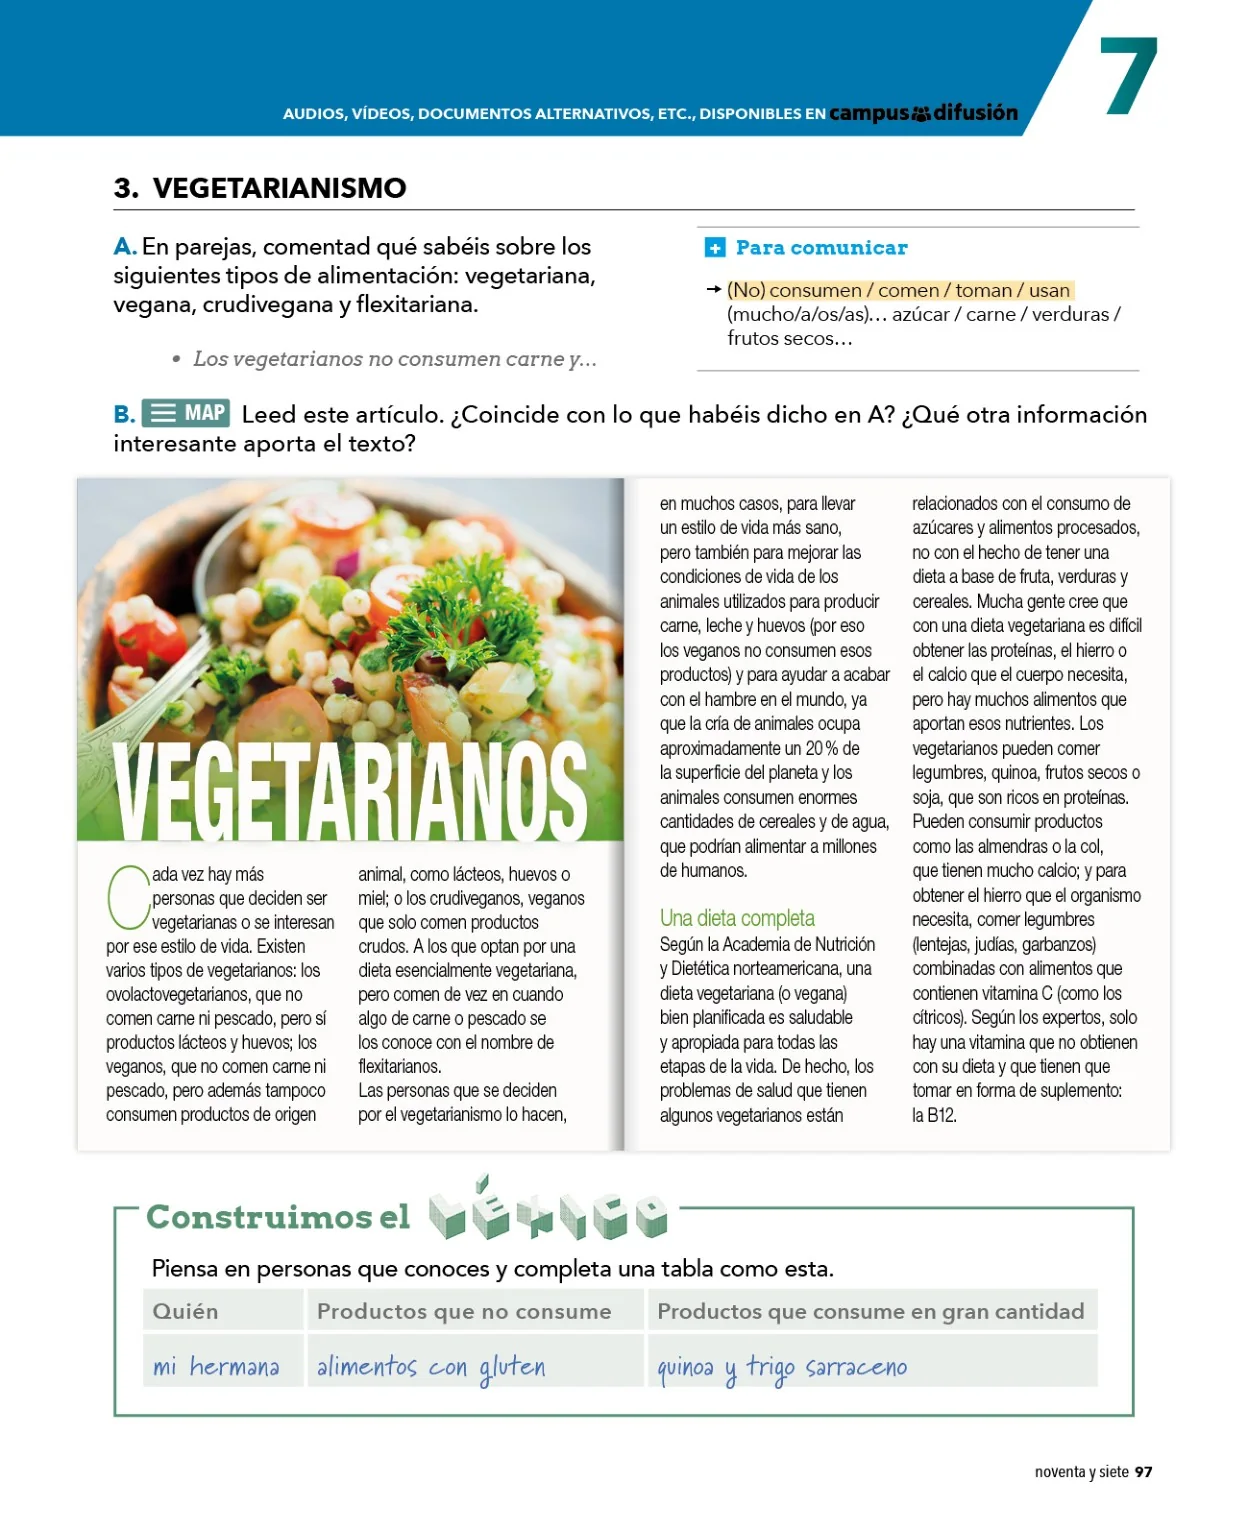 7
AUDIOS, VÍDEOS, DOCUMENTOS ALTERNATIVOS, ETC., DISPONIBLES EN campus difusión
3. VEGETARIANISMO
A. En parejas, comentad qué sabéis sobre los
siguientes tipos de alimentación: vegetariana,
vegana, crudivegana y flexitariana.
• Los vegetarianos no consumen carne y...
+ Para comunicar
→ (No) consumen / comen / toman / usan
(mucho/a/os/as)... azúcar / carne / verduras /
frutos secos...
B. MAP Leed este artículo. ¿Coincide con lo que habéis dicho en A? ¿Qué otra información
interesante aporta el texto?
VEGETARIANOS
Cada vez hay más
personas que deciden ser
vegetarianas o se interesan
por ese estilo de vida. Existen
varios tipos de vegetarianos: los
ovolactovegetarianos, que no
comen carne ni pescado, pero sí
productos lácteos y huevos; los
veganos, que no comen carne ni
pescado, pero además tampoco
consumen productos de origen
animal, como lácteos, huevos o
miel; o los crudiveganos, veganos
que solo comen productos
crudos. A los que optan por una
dieta esencialmente vegetariana,
pero comen de vez en cuando
algo de carne o pescado se
los conoce con el nombre de
flexitarianos.
Las personas que se deciden
por el vegetarianismo lo hacen,
en muchos casos, para llevar
un estilo de vida más sano,
pero también para mejorar las
condiciones de vida de los
animales utilizados para producir
carne, leche y huevos (por eso
los veganos no consumen esos
productos) y para ayudar a acabar
con el hambre en el mundo, ya
que la cría de animales ocupa
aproximadamente un 20 % de
la superficie del planeta y los
animales consumen enormes
cantidades de cereales y de agua,
que podrían alimentar a millones
de humanos.
Una dieta completa
Según la Academia de Nutrición
y Dietética norteamericana, una
dieta vegetariana (o vegana)
bien planificada es saludable
y apropiada para todas las
etapas de la vida. De hecho, los
problemas de salud que tienen
algunos vegetarianos están
relacionados con el consumo de
azúcares y alimentos procesados,
no con el hecho de tener una
dieta a base de fruta, verduras y
cereales. Mucha gente cree que
con una dieta vegetariana es difícil
obtener las proteínas, el hierro o
el calcio que el cuerpo necesita,
pero hay muchos alimentos que
aportan esos nutrientes. Los
vegetarianos pueden comer
legumbres, quinoa, frutos secos o
soja, que son ricos en proteínas.
Pueden consumir productos
como las almendras o la col,
que tienen mucho calcio; y para
obtener el hierro que el organismo
necesita, comer legumbres
(lentejas, judías, garbanzos)
combinadas con alimentos que
contienen vitamina C (como los
cítricos). Según los expertos, solo
hay una vitamina que no obtienen
con su dieta y que tienen que
tomar en forma de suplemento:
la B12.
Construimos el LÉXICO
Piensa en personas que conoces y completa una tabla como esta.
Quién Productos que no consume Productos que consume en gran cantidad
mi hermana alimentos con gluten quinoa y trigo sarraceno
noventa y siete 97